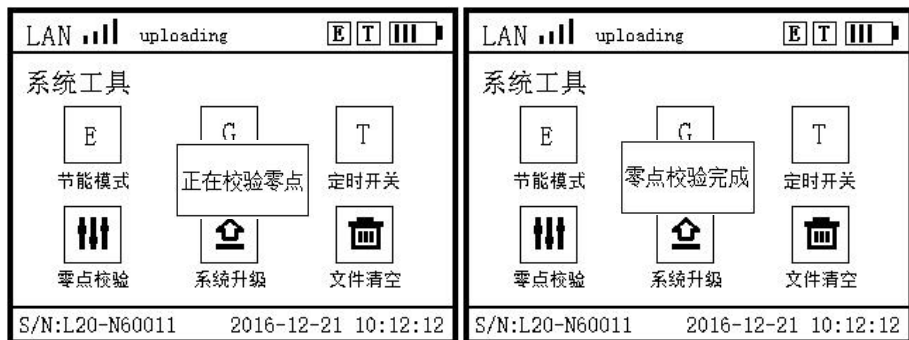 LAN uploading E T
系统工具
E G T
节能模式 正在校验零点 定时开关
零点校验 系统升级 文件清空
S/N:L20-N60011 2016-12-21 10:12:12
LAN uploading E T
系统工具
E G T
节能模式 零点校验完成 定时开关
零点校验 系统升级 文件清空
S/N:L20-N60011 2016-12-21 10:12:12